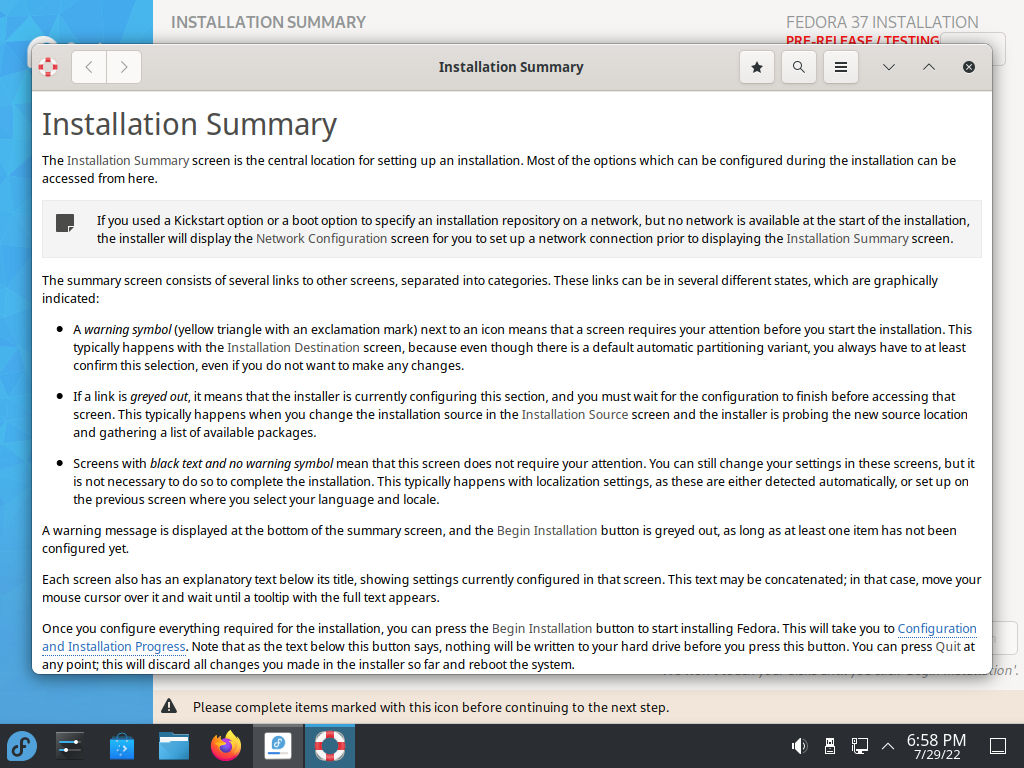 INSTALLATION SUMMARY
FEDORA 37 INSTALLATION
PRE-RELEASE / TESTING
Installation Summary
Installation Summary
The Installation Summary screen is the central location for setting up an installation. Most of the options which can be configured during the installation can be
accessed from here.
If you used a Kickstart option or a boot option to specify an installation repository on a network, but no network is available at the start of the installation,
the installer will display the Network Configuration screen for you to set up a network connection prior to displaying the Installation Summary screen.
The summary screen consists of several links to other screens, separated into categories. These links can be in several different states, which are graphically
indicated:
• A warning symbol (yellow triangle with an exclamation mark) next to an icon means that a screen requires your attention before you start the installation. This
typically happens with the Installation Destination screen, because even though there is a default automatic partitioning variant, you always have to at least
confirm this selection, even if you do not want to make any changes.
• If a link is greyed out, it means that the installer is currently configuring this section, and you must wait for the configuration to finish before accessing that
screen. This typically happens when you change the installation source in the Installation Source screen and the installer is probing the new source location
and gathering a list of available packages.
• Screens with black text and no warning symbol mean that this screen does not require your attention. You can still change your settings in these screens, but it
is not necessary to do so to complete the installation. This typically happens with localization settings, as these are either detected automatically, or set up on
the previous screen where you select your language and locale.
A warning message is displayed at the bottom of the summary screen, and the Begin Installation button is greyed out, as long as at least one item has not been
configured yet.
Each screen also has an explanatory text below its title, showing settings currently configured in that screen. This text may be concatenated; in that case, move your
mouse cursor over it and wait until a tooltip with the full text appears.
Once you configure everything required for the installation, you can press the Begin Installation button to start installing Fedora. This will take you to Configuration
and Installation Progress. Note that as the text below this button says, nothing will be written to your hard drive before you press this button. You can press Quit at
any point; this will discard all changes you made in the installer so far and reboot the system.
Please complete items marked with this icon before continuing to the next step.
6:58 PM
7/29/22